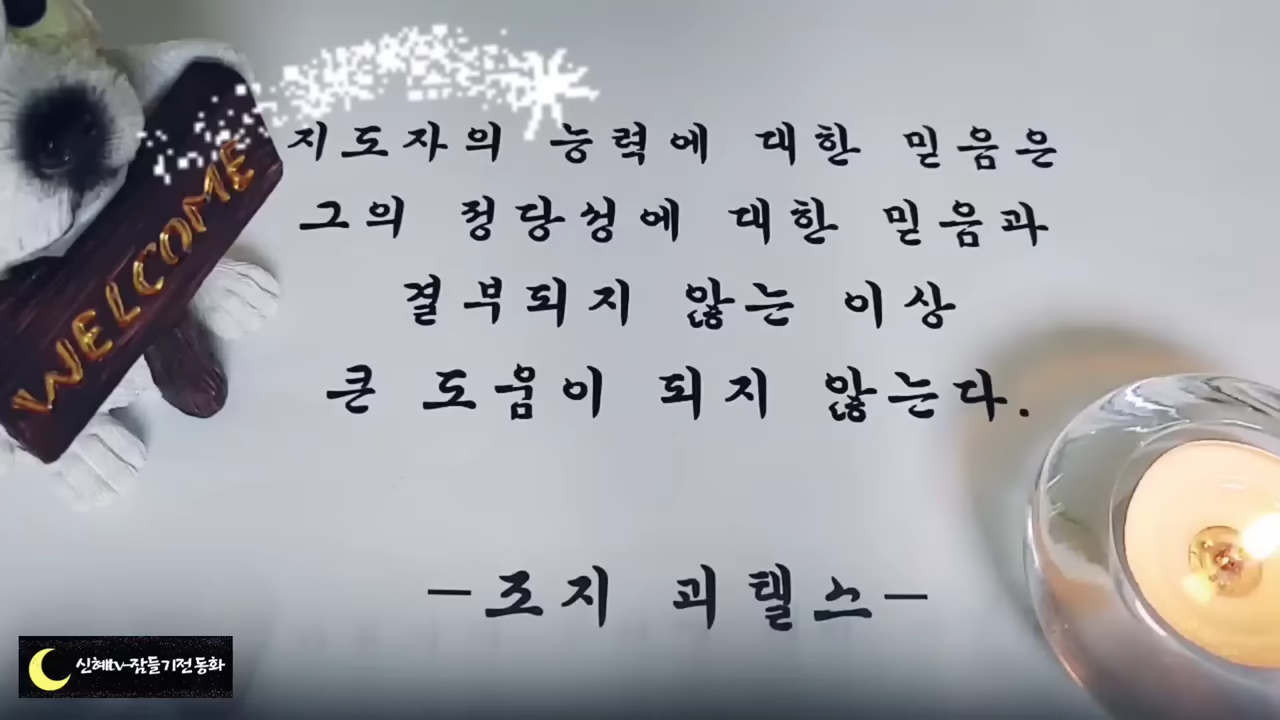 WELCOME
지도자의 능력에 대한 믿음은
그의 정당성에 대한 믿음과
결부되지 않는 이상
큰 도움이 되지 않는다.
-조지 괴텔스-
신혜tv-잠들기전 동화